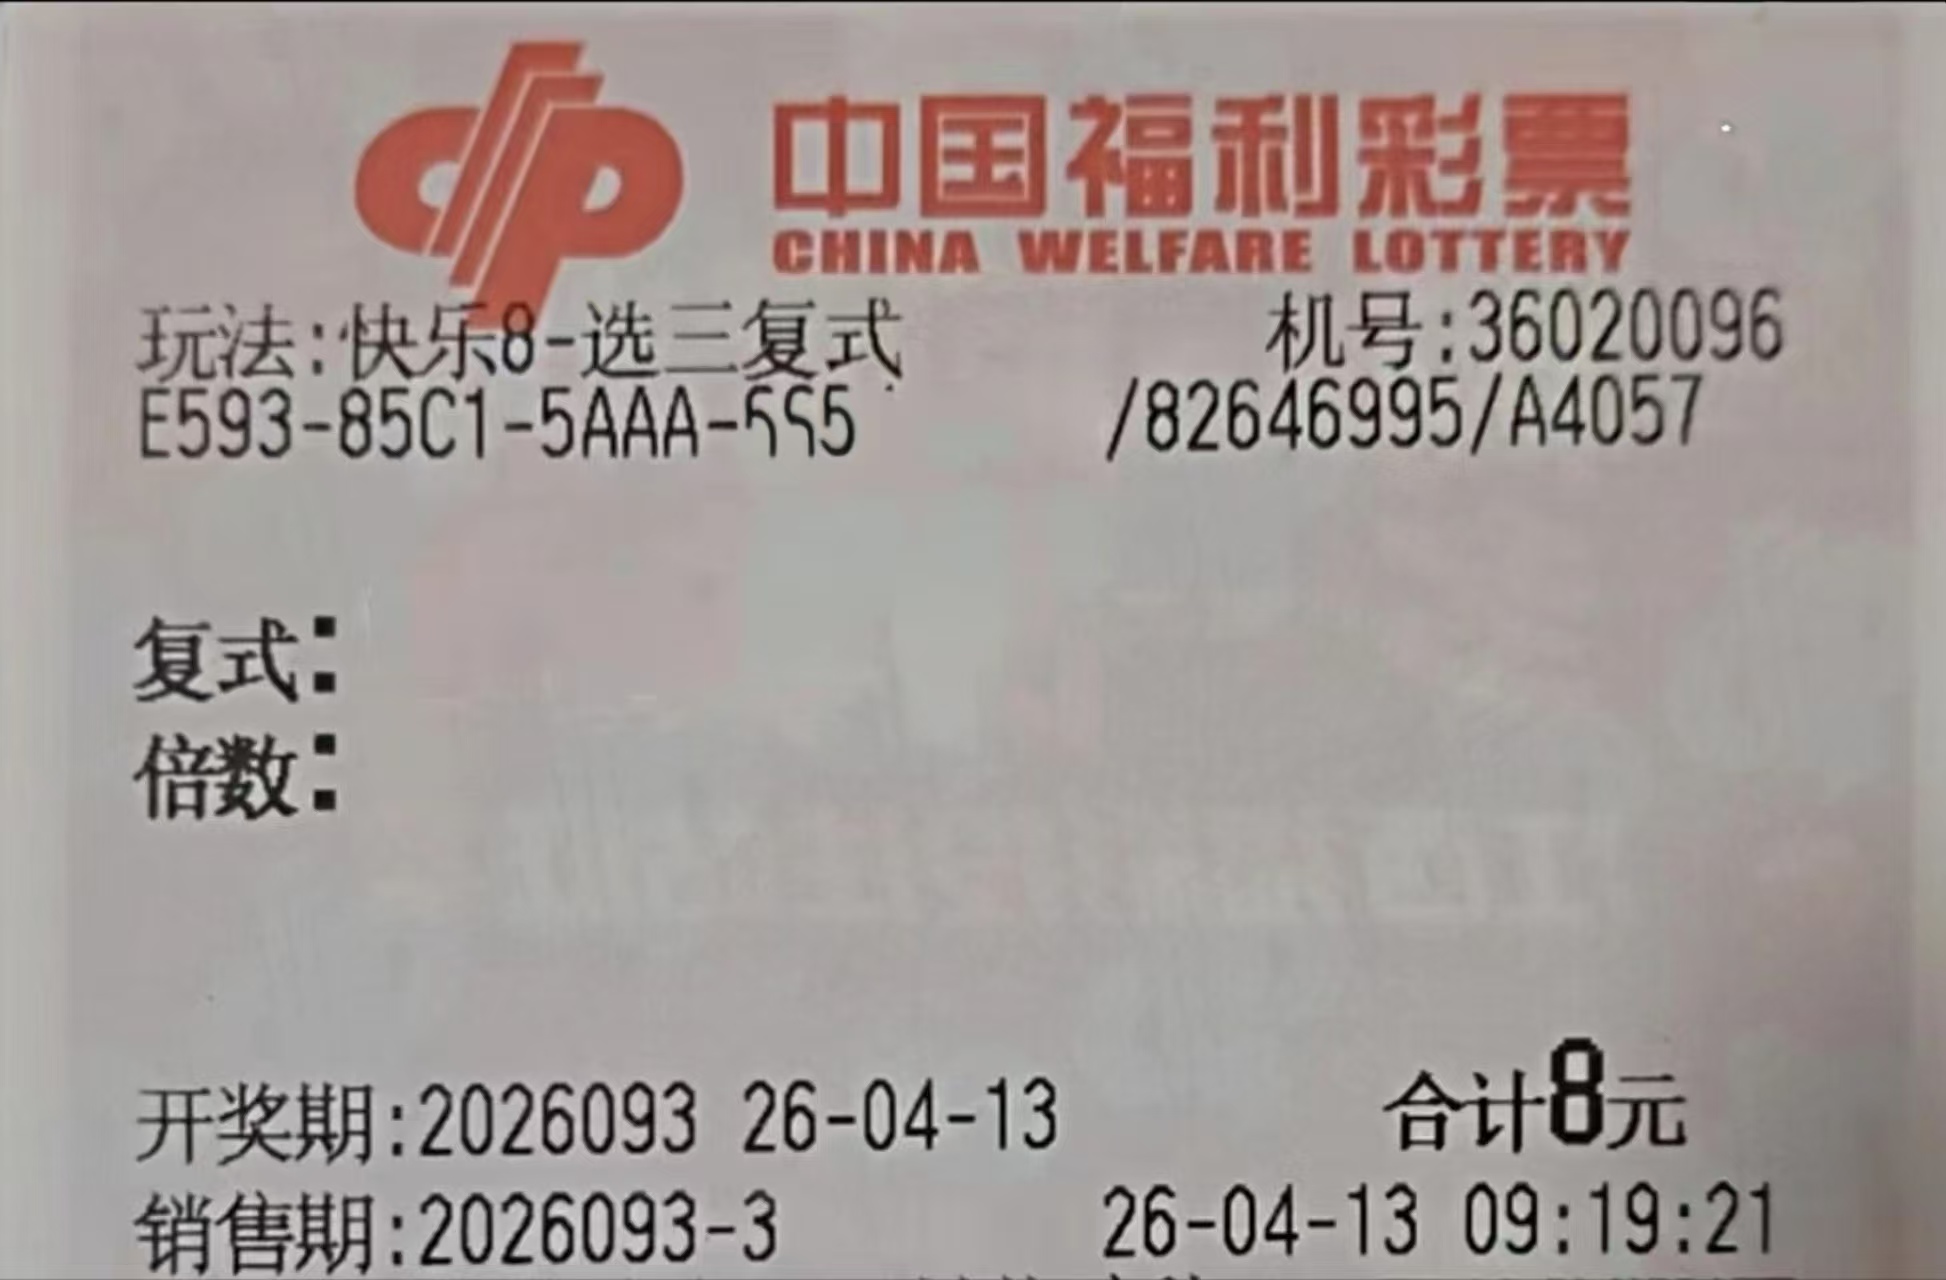 中国福利彩票
CHINA WELFARE LOTTERY
玩法:快乐8-选三复式 机号:36020096
E593-85C1-5AAA- /82646995/A4057
复式:
倍数:
开奖期:2026093 26-04-13 合计8元
销售期:2026093-3 26-04-13 09:19:21